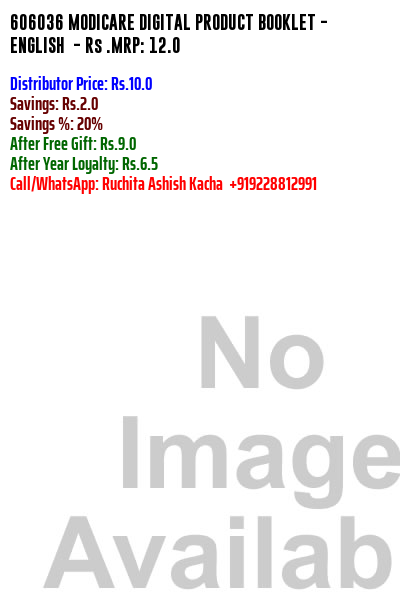 606036 MODICARE DIGITAL PRODUCT BOOKLET -
ENGLISH - Rs .MRP: 12.0
Distributor Price: Rs.10.0
Savings: Rs.2.0
Savings %: 20%
After Free Gift: Rs.9.0
After Year Loyalty: Rs.6.5
Call/WhatsApp: Ruchita Ashish Kacha +919228812991
No
Image
Availab